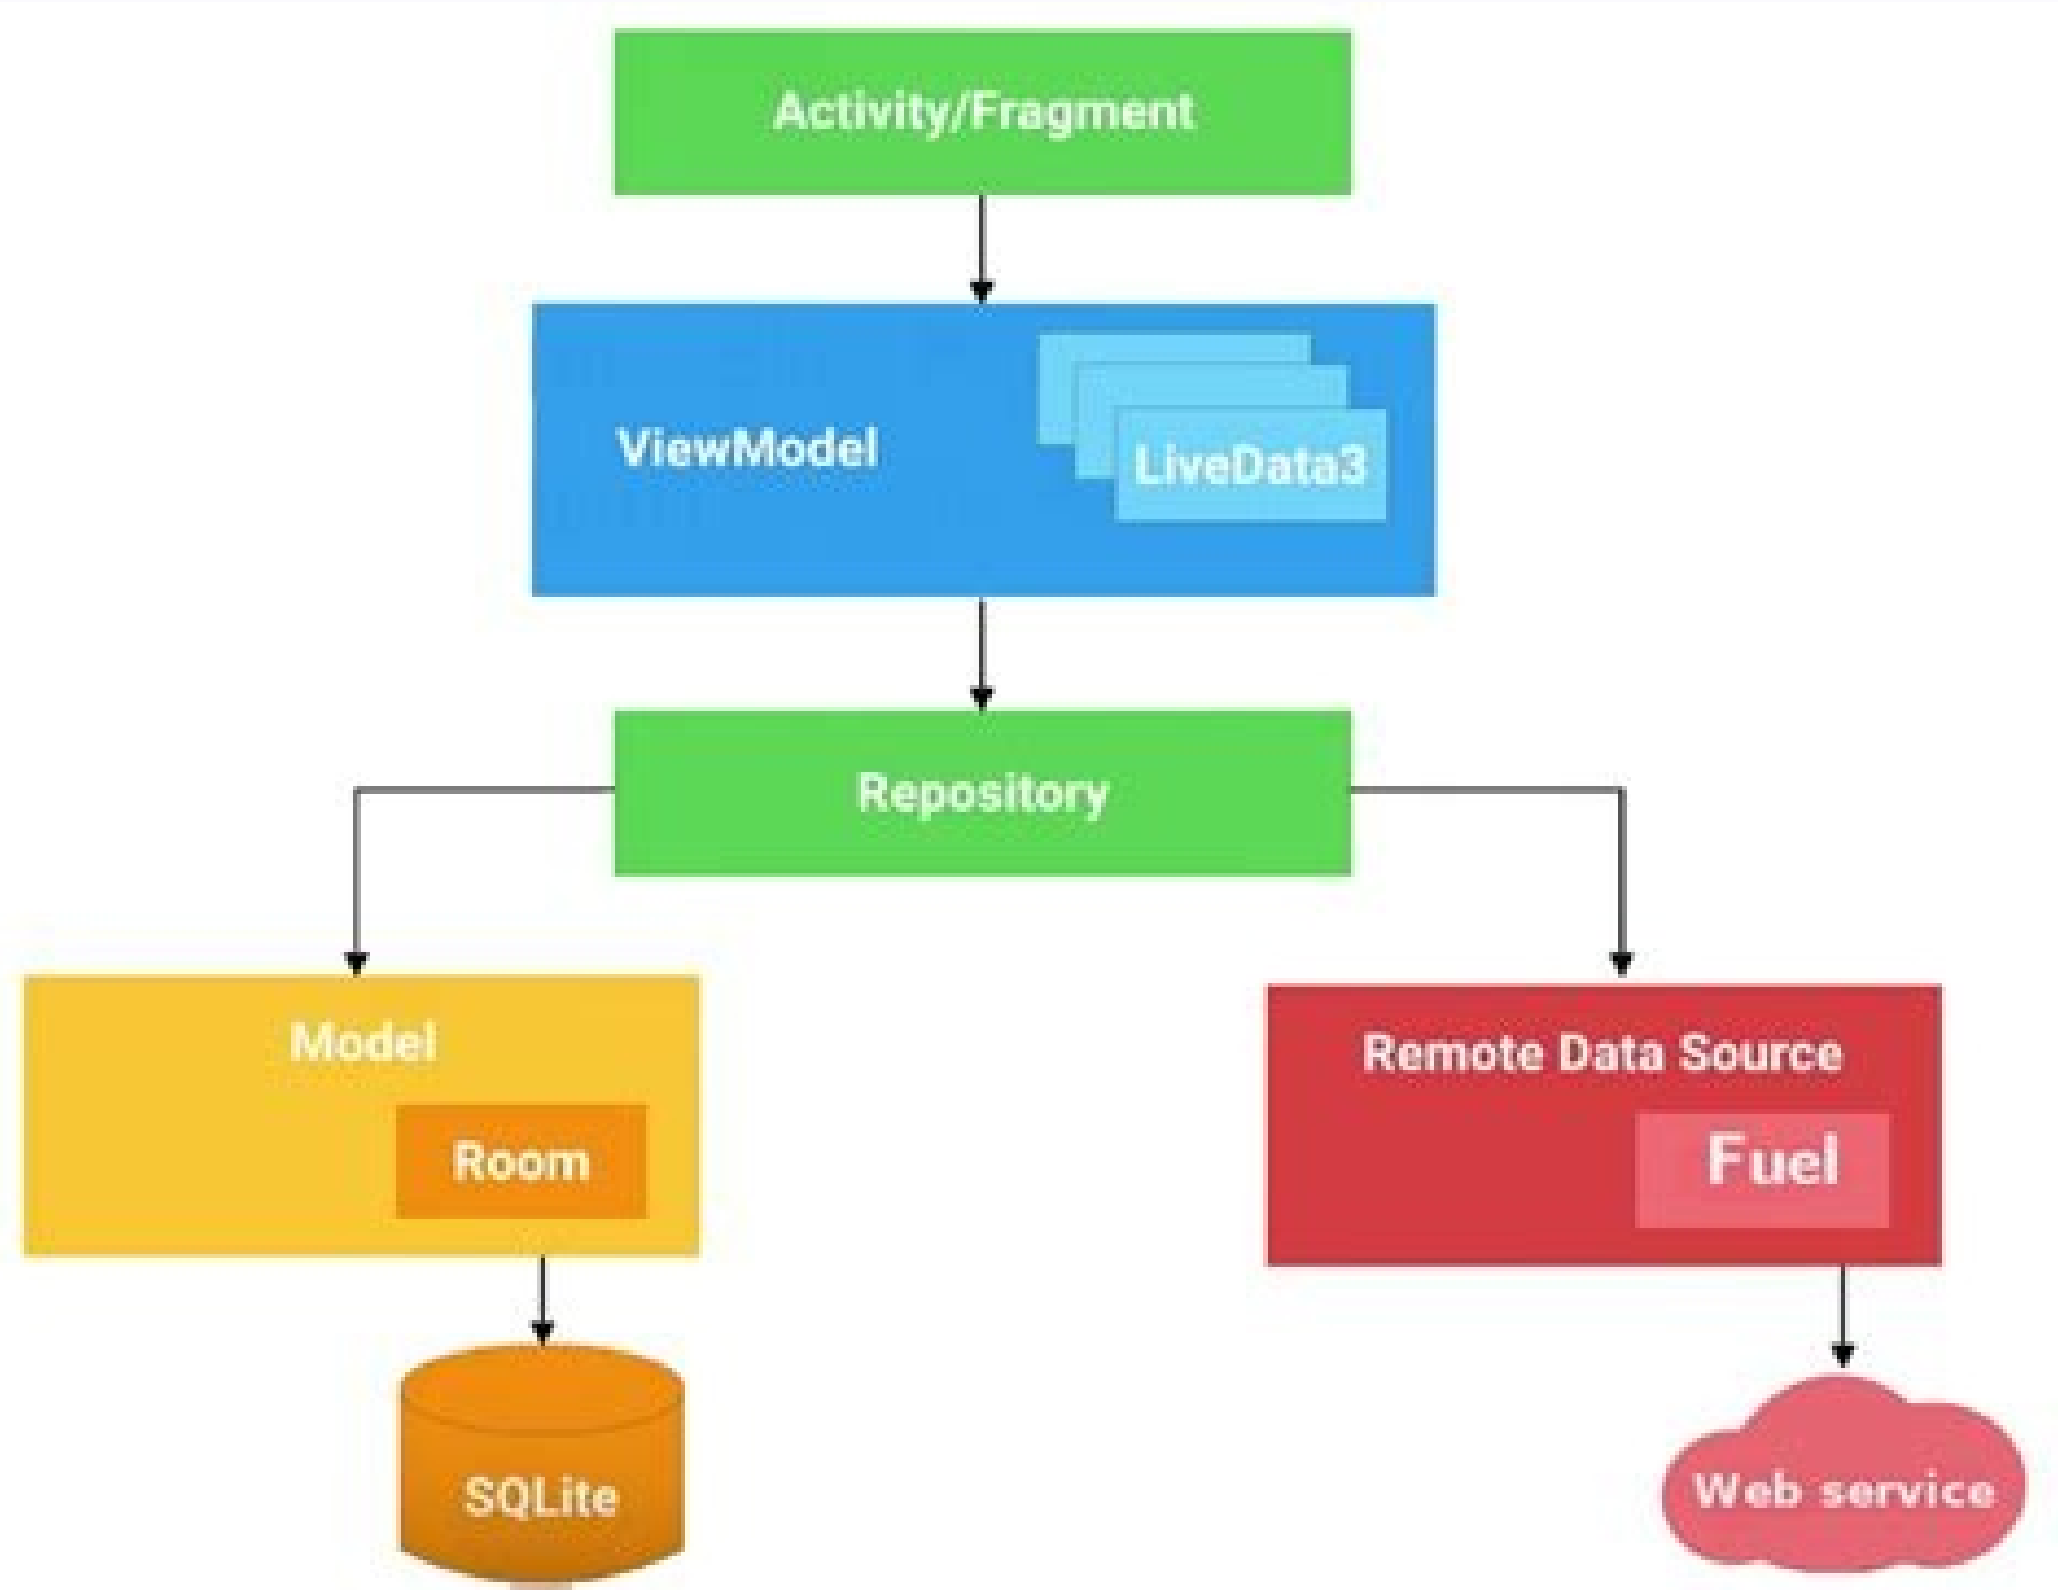 Activity/Fragment
ViewModel
LiveData3
Repository
Model
Room
Remote Data Source
Fuel
SQLite
Web service